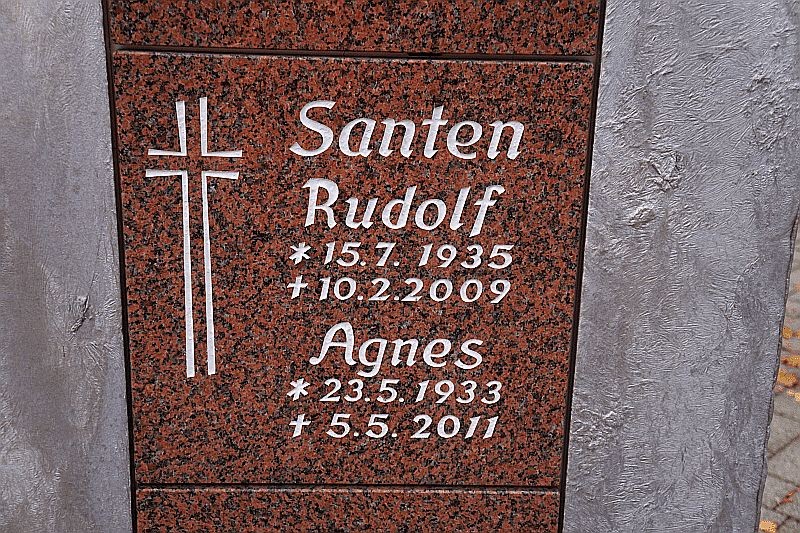 Santen
Rudolf
* 15.7. 1935
† 10.2.2009
Agnes
* 23.5.1933
† 5.5.2011